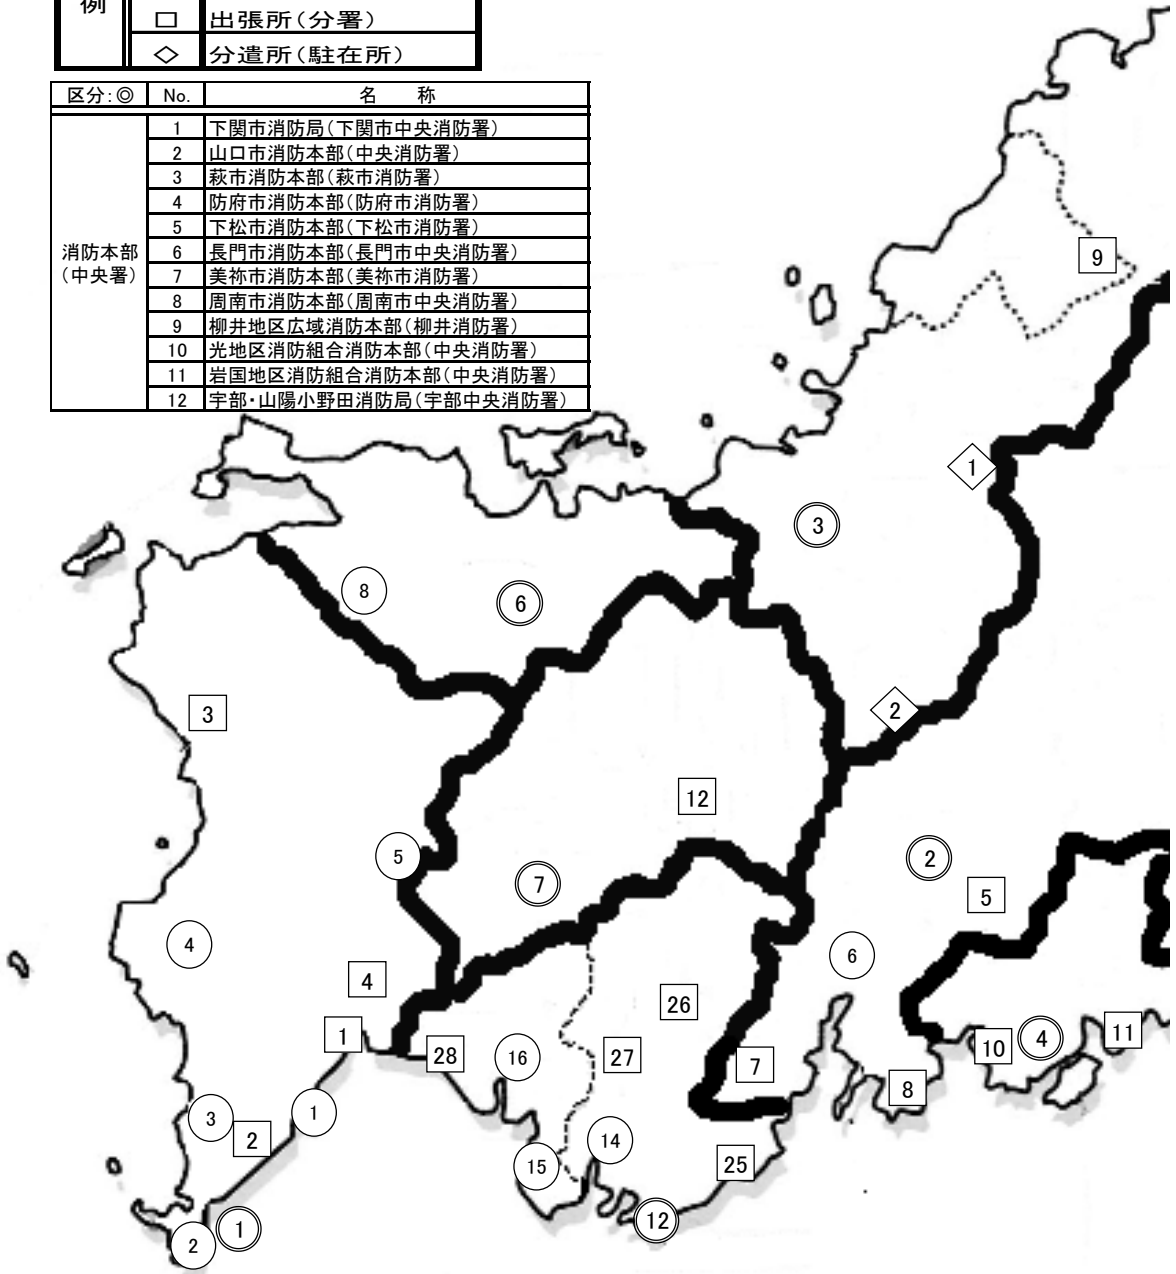 例
□ 出張所(分署)
◇ 分遣所(駐在所)
区分:◎ No. 名　称
消防本部
(中央署)
1 下関市消防局(下関市中央消防署)
2 山口市消防本部(中央消防署)
3 萩市消防本部(萩市消防署)
4 防府市消防本部(防府市消防署)
5 下松市消防本部(下松市消防署)
6 長門市消防本部(長門市中央消防署)
7 美祢市消防本部(美祢市消防署)
8 周南市消防本部(周南市中央消防署)
9 柳井地区広域消防本部(柳井消防署)
10 光地区消防組合消防本部(中央消防署)
11 岩国地区消防組合消防本部(中央消防署)
12 宇部・山陽小野田消防局(宇部中央消防署)
9
1
3
8
6
3
2
12
5
2
7
5
4
6
4
26
1
28
16
27
7
10
4
11
8
3
2
1
14
15
25
2
1
12